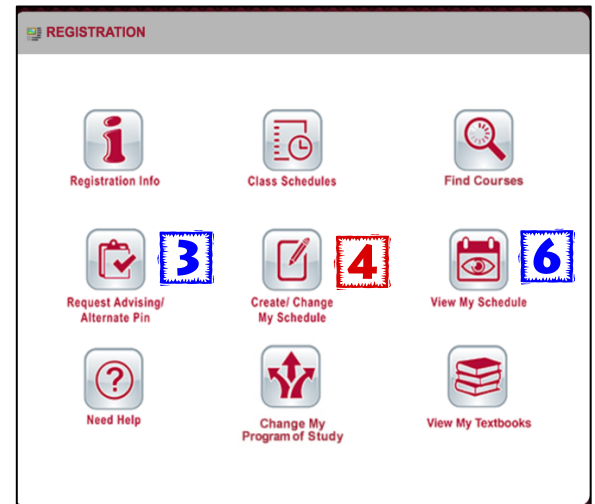 REGISTRATION
Registration Info
Class Schedules
Find Courses
3
4
6
Request Advising/
Alternate Pin
Create/ Change
My Schedule
View My Schedule
Need Help
Change My
Program of Study
View My Textbooks